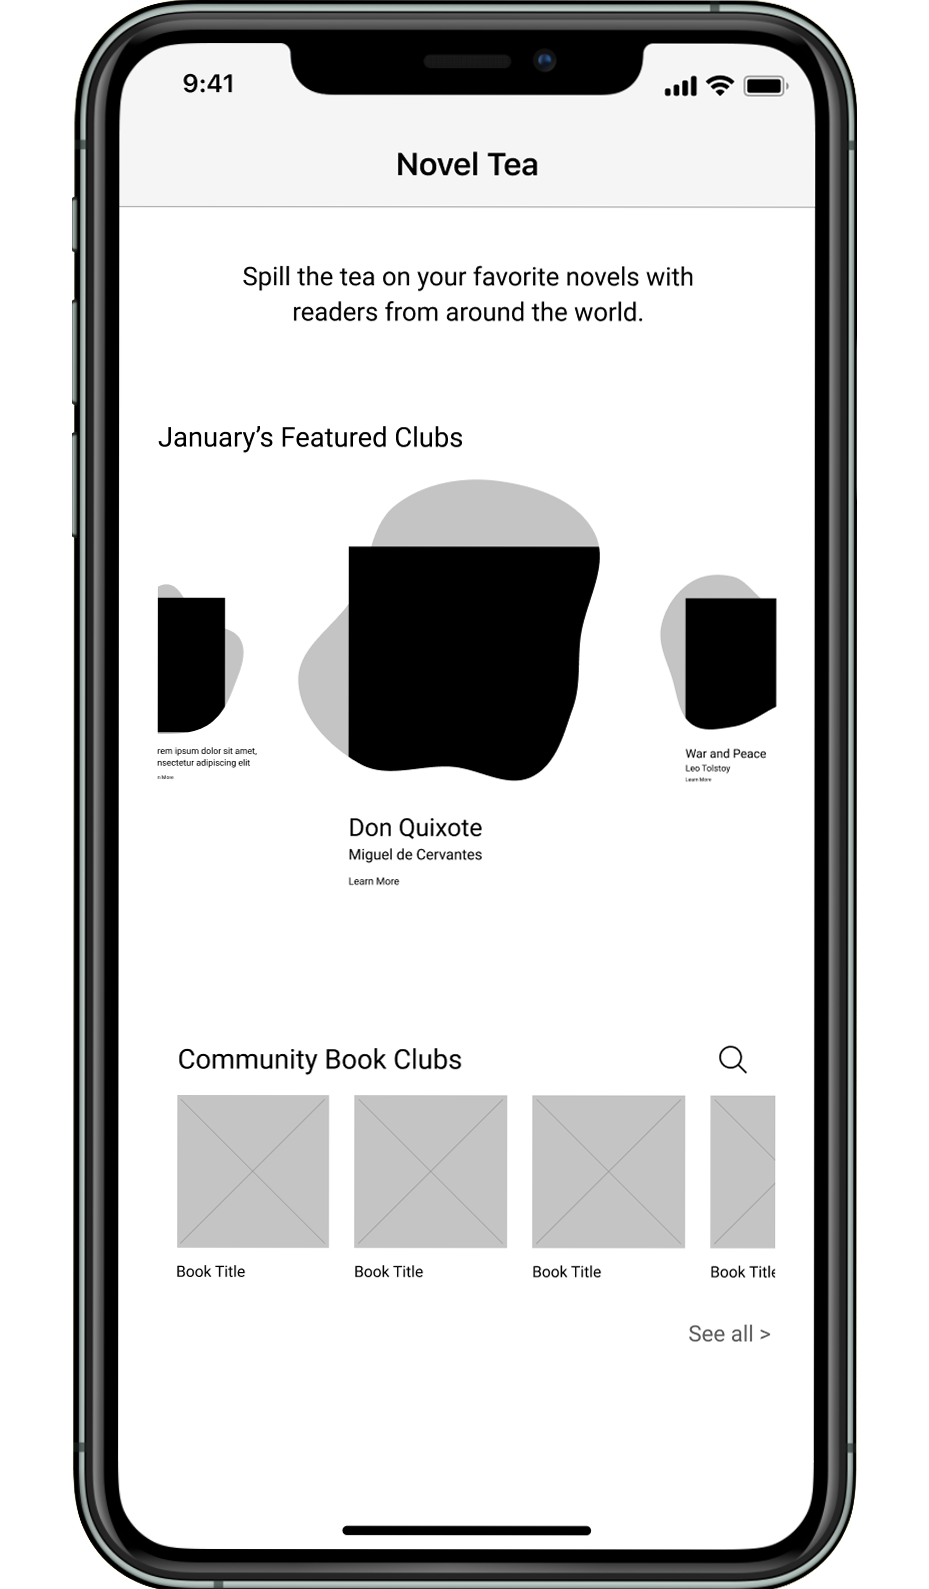 9:41
Novel Tea
Spill the tea on your favorite novels with
readers from around the world.
January’s Featured Clubs
rem ipsum dolor sit amet,
nsectetur adipiscing elit
n More
Don Quixote
Miguel de Cervantes
Learn More
War and Peace
Leo Tolstoy
Learn More
Community Book Clubs
Book Title
Book Title
Book Title
Book Title
See all >